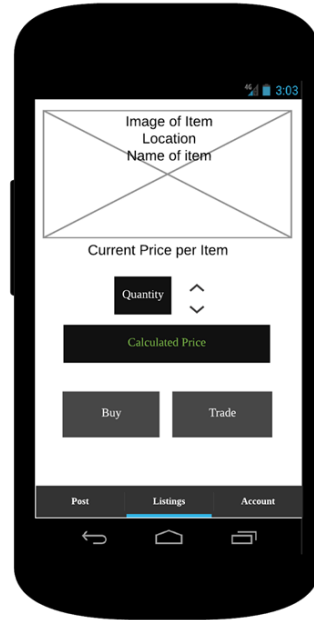 4G 3:03
Image of Item
Location
Name of item
Current Price per Item
Quantity
Calculated Price
Buy Trade
Post Listings Account